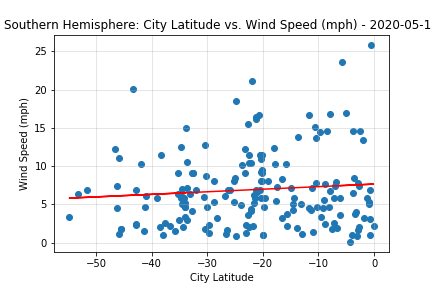 Southern Hemisphere: City Latitude vs. Wind Speed (mph) - 2020-05-1
25
20
15
10
5
0
Wind Speed (mph)
−50 −40 −30 −20 −10 0
City Latitude